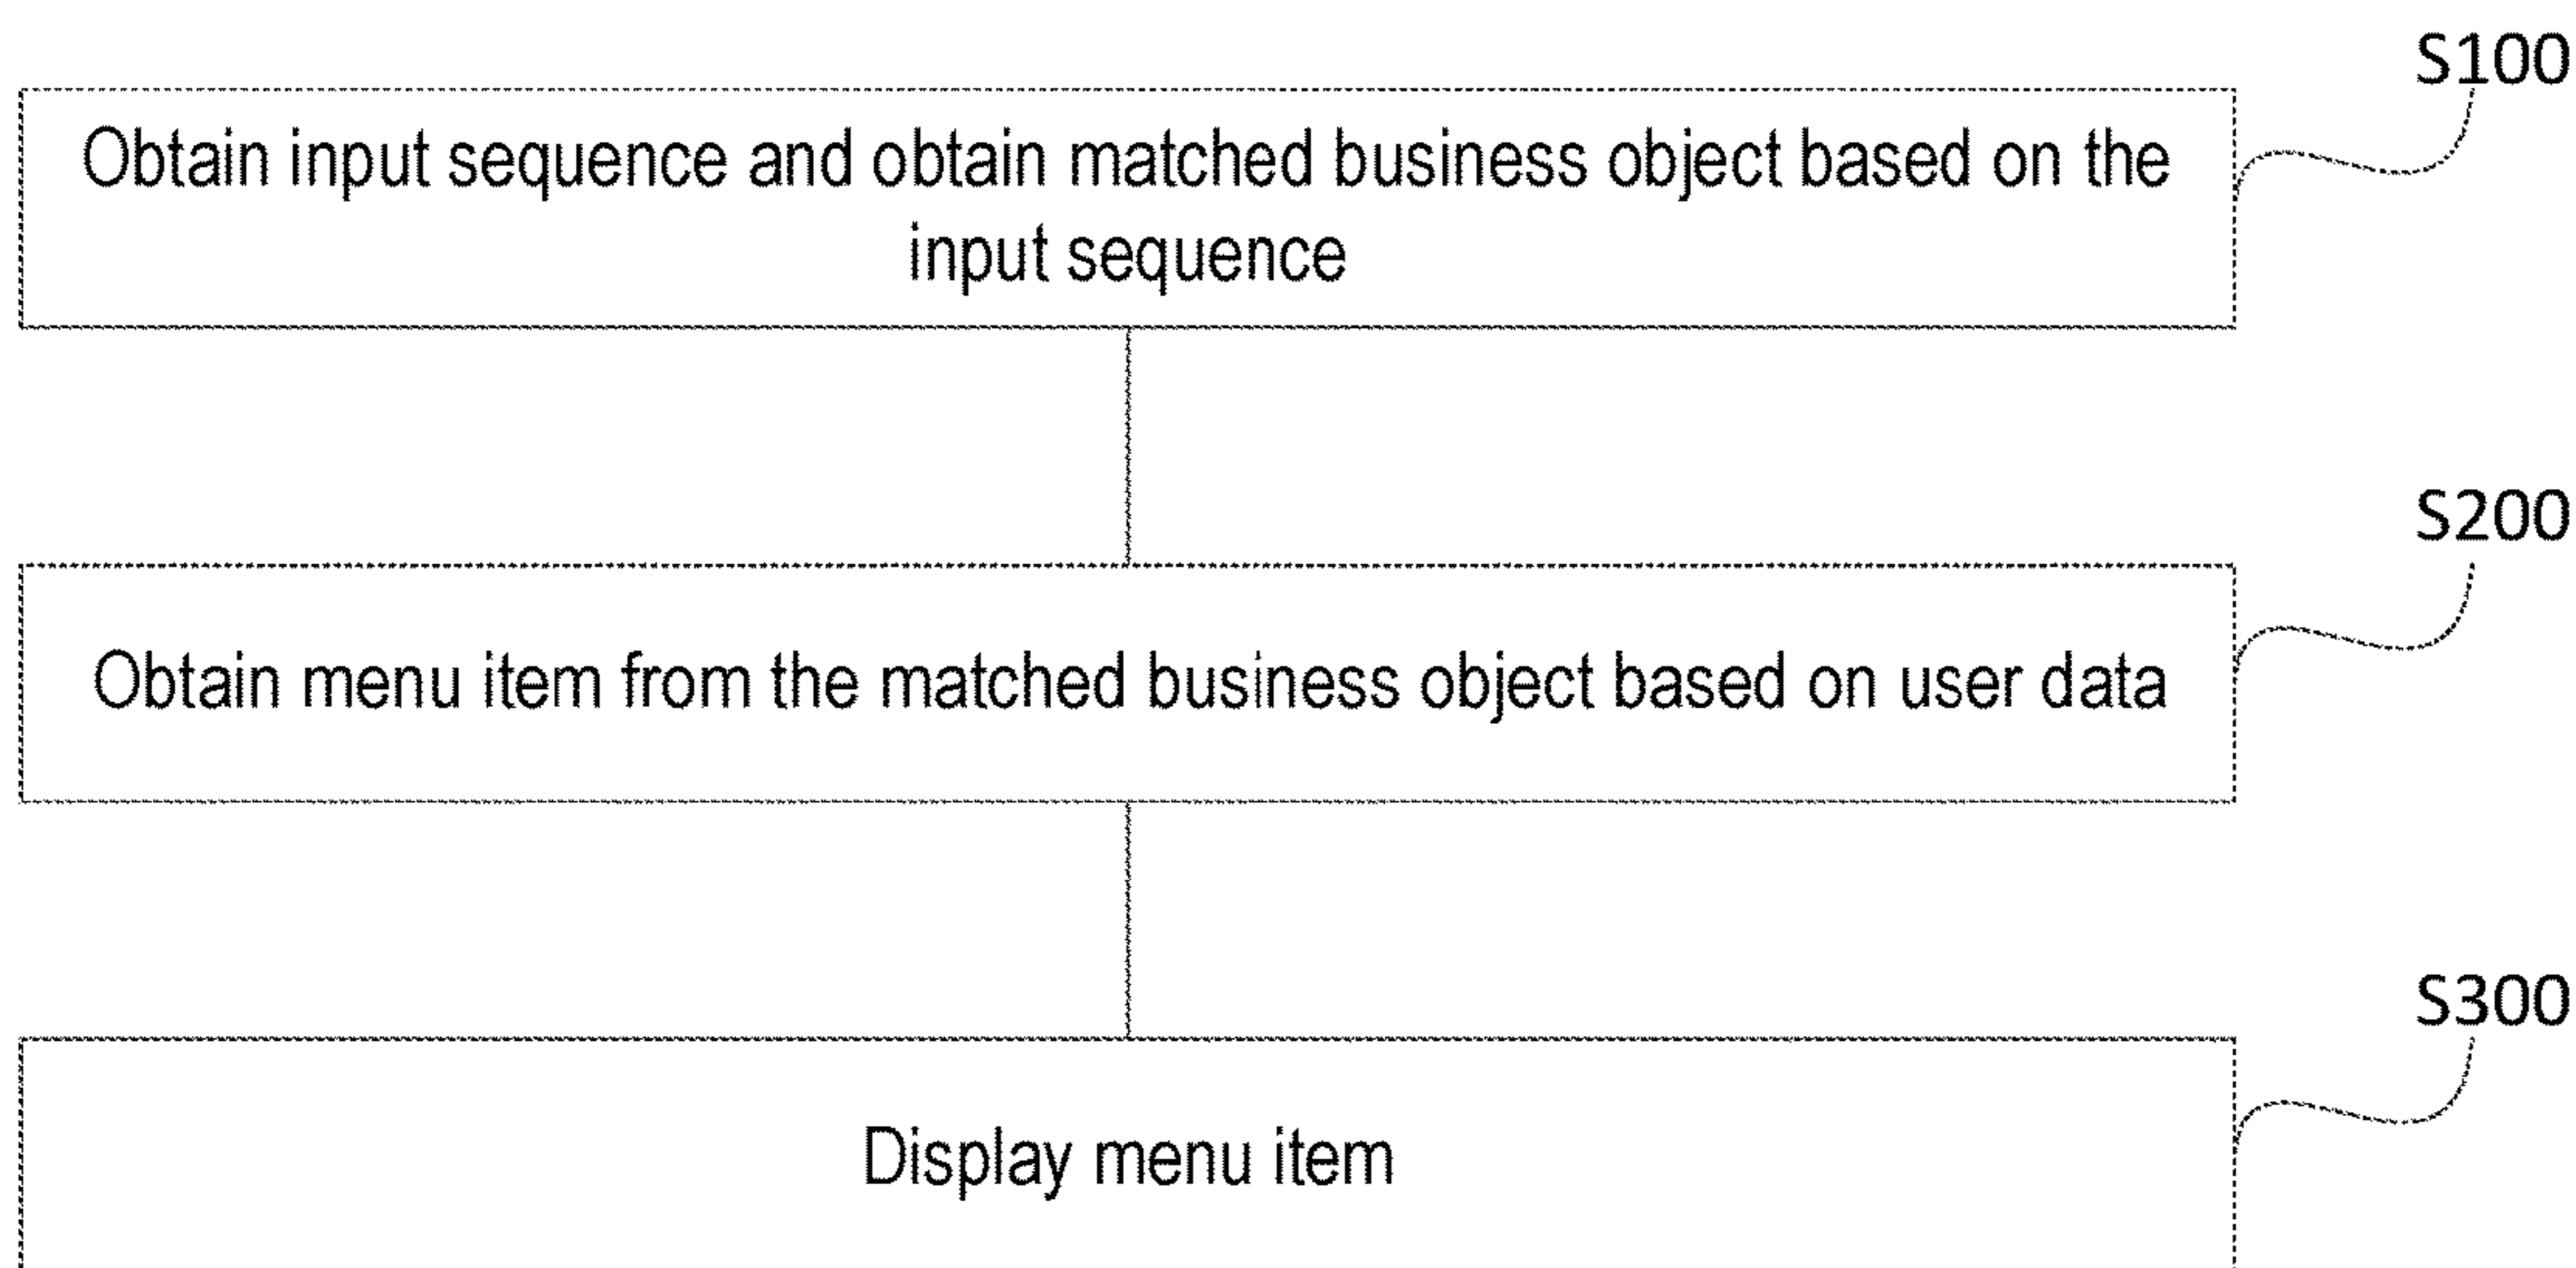 S100
Obtain input sequence and obtain matched business object based on the
input sequence
S200
Obtain menu item from the matched business object based on user data
S300
Display menu item